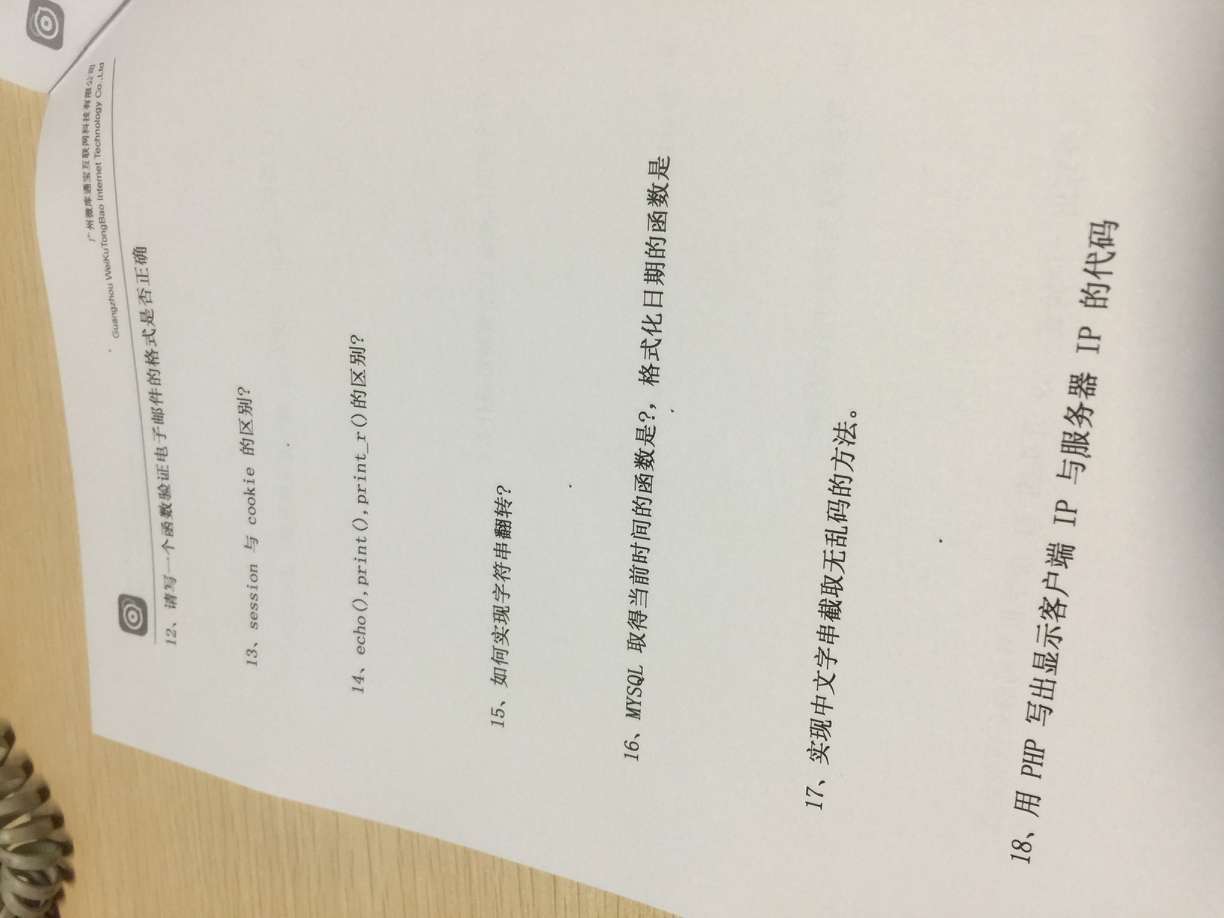 广州微库通宝互联网科技有限公司
Guangzhou WeiKuTongBao Internet Technology Co.,Ltd
12、请写一个函数验证电子邮件的格式是否正确
13、session 与 cookie 的区别?
14、echo(),print(),print_r()的区别?
15、如何实现字符串翻转?
16、MYSQL 取得当前时间的函数是?，格式化日期的函数是
17、实现中文字串截取无乱码的方法。
18、用 PHP 写出显示客户端 IP 与服务器 IP 的代码